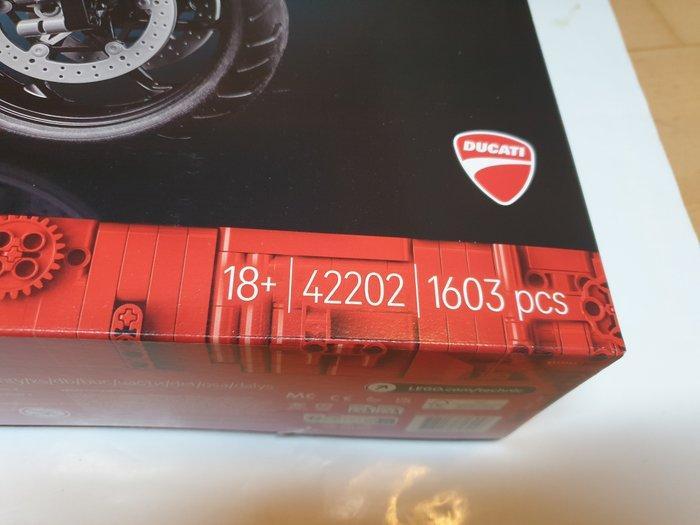 DUCATI
18+ | 42202 | 1603 pcs
LEGO.com/technic